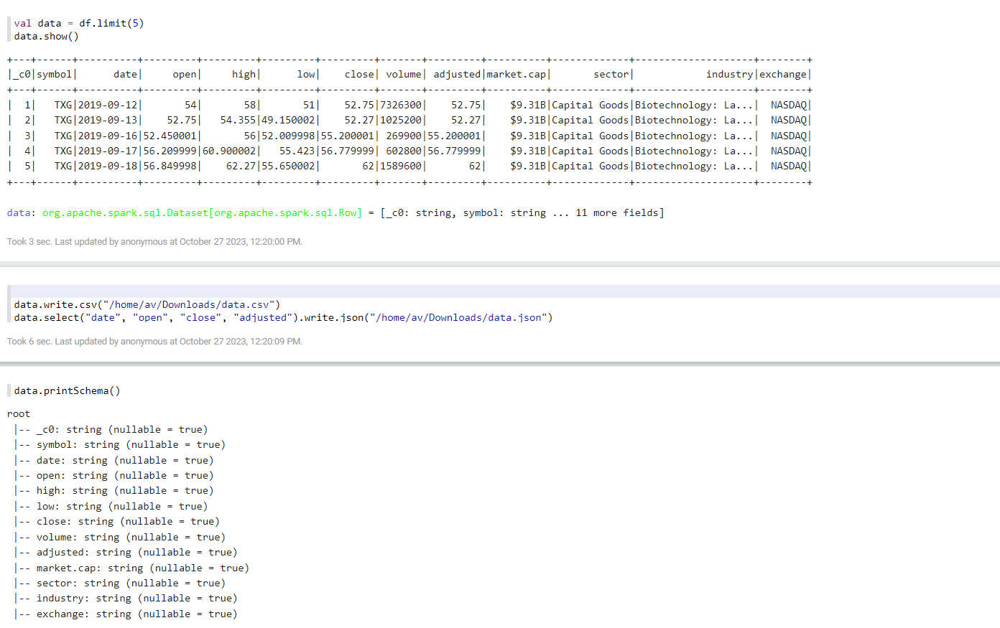 val data = df.limit(5)
data.show()
+---+------+----------+---------+---------+---------+---------+-------+---------+----------+-------------+--------------------+--------+
|_c0|symbol|      date|     open|     high|      low|    close| volume| adjusted|market.cap|       sector|            industry|exchange|
+---+------+----------+---------+---------+---------+---------+-------+---------+----------+-------------+--------------------+--------+
|  1|   TXG|2019-09-12|       54|       58|       51|    52.75|7326300|    52.75|    $9.31B|Capital Goods|Biotechnology: La...|  NASDAQ|
|  2|   TXG|2019-09-13|    52.75|   54.355|49.150002|    52.27|1025200|    52.27|    $9.31B|Capital Goods|Biotechnology: La...|  NASDAQ|
|  3|   TXG|2019-09-16|52.450001|       56|52.009998|55.200001| 269900|55.200001|    $9.31B|Capital Goods|Biotechnology: La...|  NASDAQ|
|  4|   TXG|2019-09-17|56.209999|60.900002|   55.423|56.779999| 602800|56.779999|    $9.31B|Capital Goods|Biotechnology: La...|  NASDAQ|
|  5|   TXG|2019-09-18|56.849998|    62.27|55.650002|       62|1589600|       62|    $9.31B|Capital Goods|Biotechnology: La...|  NASDAQ|
+---+------+----------+---------+---------+---------+---------+-------+---------+----------+-------------+--------------------+--------+
data: org.apache.spark.sql.Dataset[org.apache.spark.sql.Row] = [_c0: string, symbol: string ... 11 more fields]
Took 3 sec. Last updated by anonymous at October 27 2023, 12:20:00 PM.
data.write.csv("/home/av/Downloads/data.csv")
data.select("date", "open", "close", "adjusted").write.json("/home/av/Downloads/data.json")
Took 6 sec. Last updated by anonymous at October 27 2023, 12:20:09 PM.
data.printSchema()
root
 |-- _c0: string (nullable = true)
 |-- symbol: string (nullable = true)
 |-- date: string (nullable = true)
 |-- open: string (nullable = true)
 |-- high: string (nullable = true)
 |-- low: string (nullable = true)
 |-- close: string (nullable = true)
 |-- volume: string (nullable = true)
 |-- adjusted: string (nullable = true)
 |-- market.cap: string (nullable = true)
 |-- sector: string (nullable = true)
 |-- industry: string (nullable = true)
 |-- exchange: string (nullable = true)